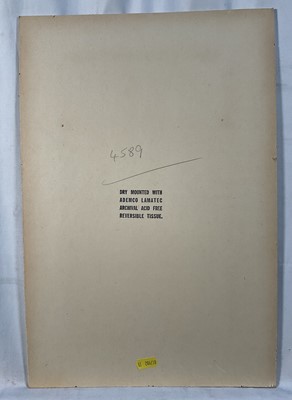 4589
DRY MOUNTED WITH
ADEMCO LAMATEC
ARCHIVAL ACID FREE
REVERSIBLE TISSUE.